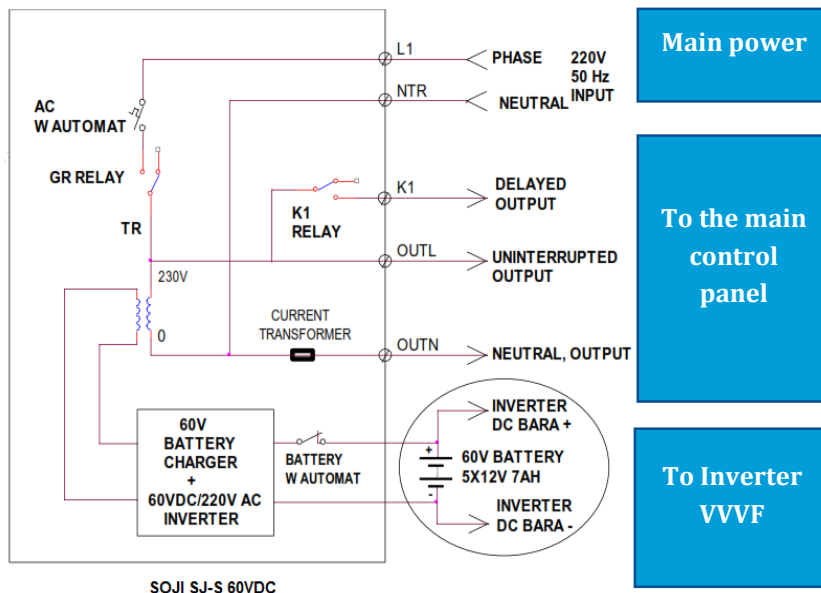 L1
PHASE
220V
50 Hz
INPUT
NTR
NEUTRAL
AC
W AUTOMAT
GR RELAY
K1
DELAYED
OUTPUT
K1
RELAY
TR
OUTL
UNINTERRUPTED
OUTPUT
230V
0
CURRENT
TRANSFORMER
OUTN
NEUTRAL, OUTPUT
60V
BATTERY
CHARGER
+
60VDC/220V AC
INVERTER
BATTERY
W AUTOMAT
INVERTER
DC BARA +
+
60V BATTERY
5X12V 7AH
-
INVERTER
DC BARA -
SOJI SJ-S 60VDC
Main power
To the main
control
panel
To Inverter
VVVF